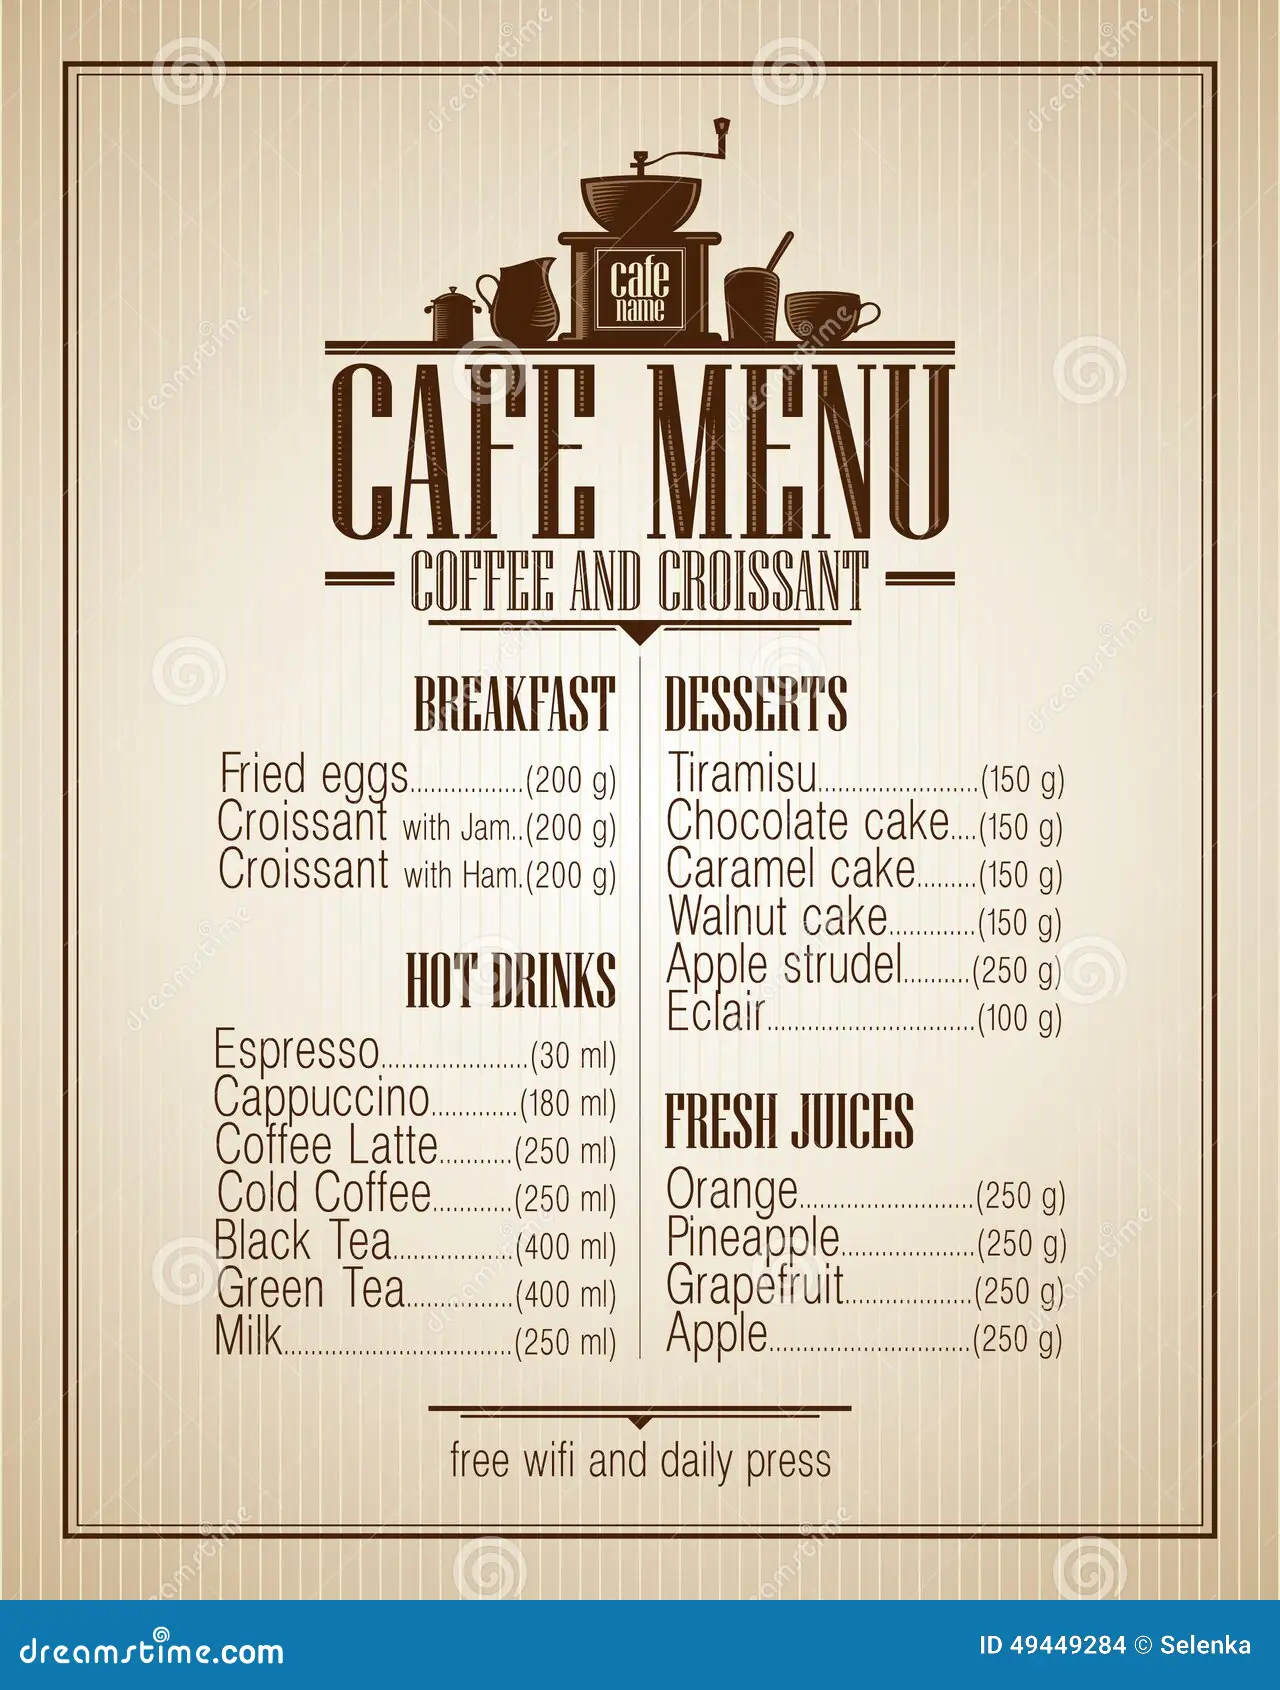 cafe
name
CAFE MENU
COFFEE AND CROISSANT
BREAKFAST
Fried eggs.................(200 g)
Croissant with Jam..(200 g)
Croissant with Ham.(200 g)
HOT DRINKS
Espresso......................(30 ml)
Cappuccino.............(180 ml)
Coffee Latte...........(250 ml)
Cold Coffee............(250 ml)
Black Tea..................(400 ml)
Green Tea................(400 ml)
Milk..................................(250 ml)
DESSERTS
Tiramisu........................(150 g)
Chocolate cake....(150 g)
Caramel cake.........(150 g)
Walnut cake.............(150 g)
Apple strudel..........(250 g)
Eclair...............................(100 g)
FRESH JUICES
Orange..........................(250 g)
Pineapple....................(250 g)
Grapefruit...................(250 g)
Apple..............................(250 g)
free wifi and daily press
dreamstime.com
ID 49449284 © Selenka